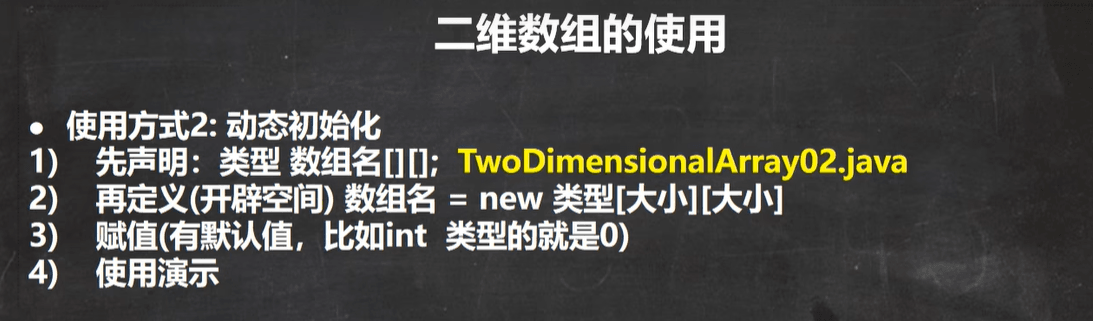 二维数组的使用
● 使用方式2: 动态初始化
1) 先声明：类型 数组名[][]; TwoDimensionalArray02.java
2) 再定义(开辟空间) 数组名 = new 类型[大小][大小]
3) 赋值(有默认值，比如int 类型的就是0)
4) 使用演示